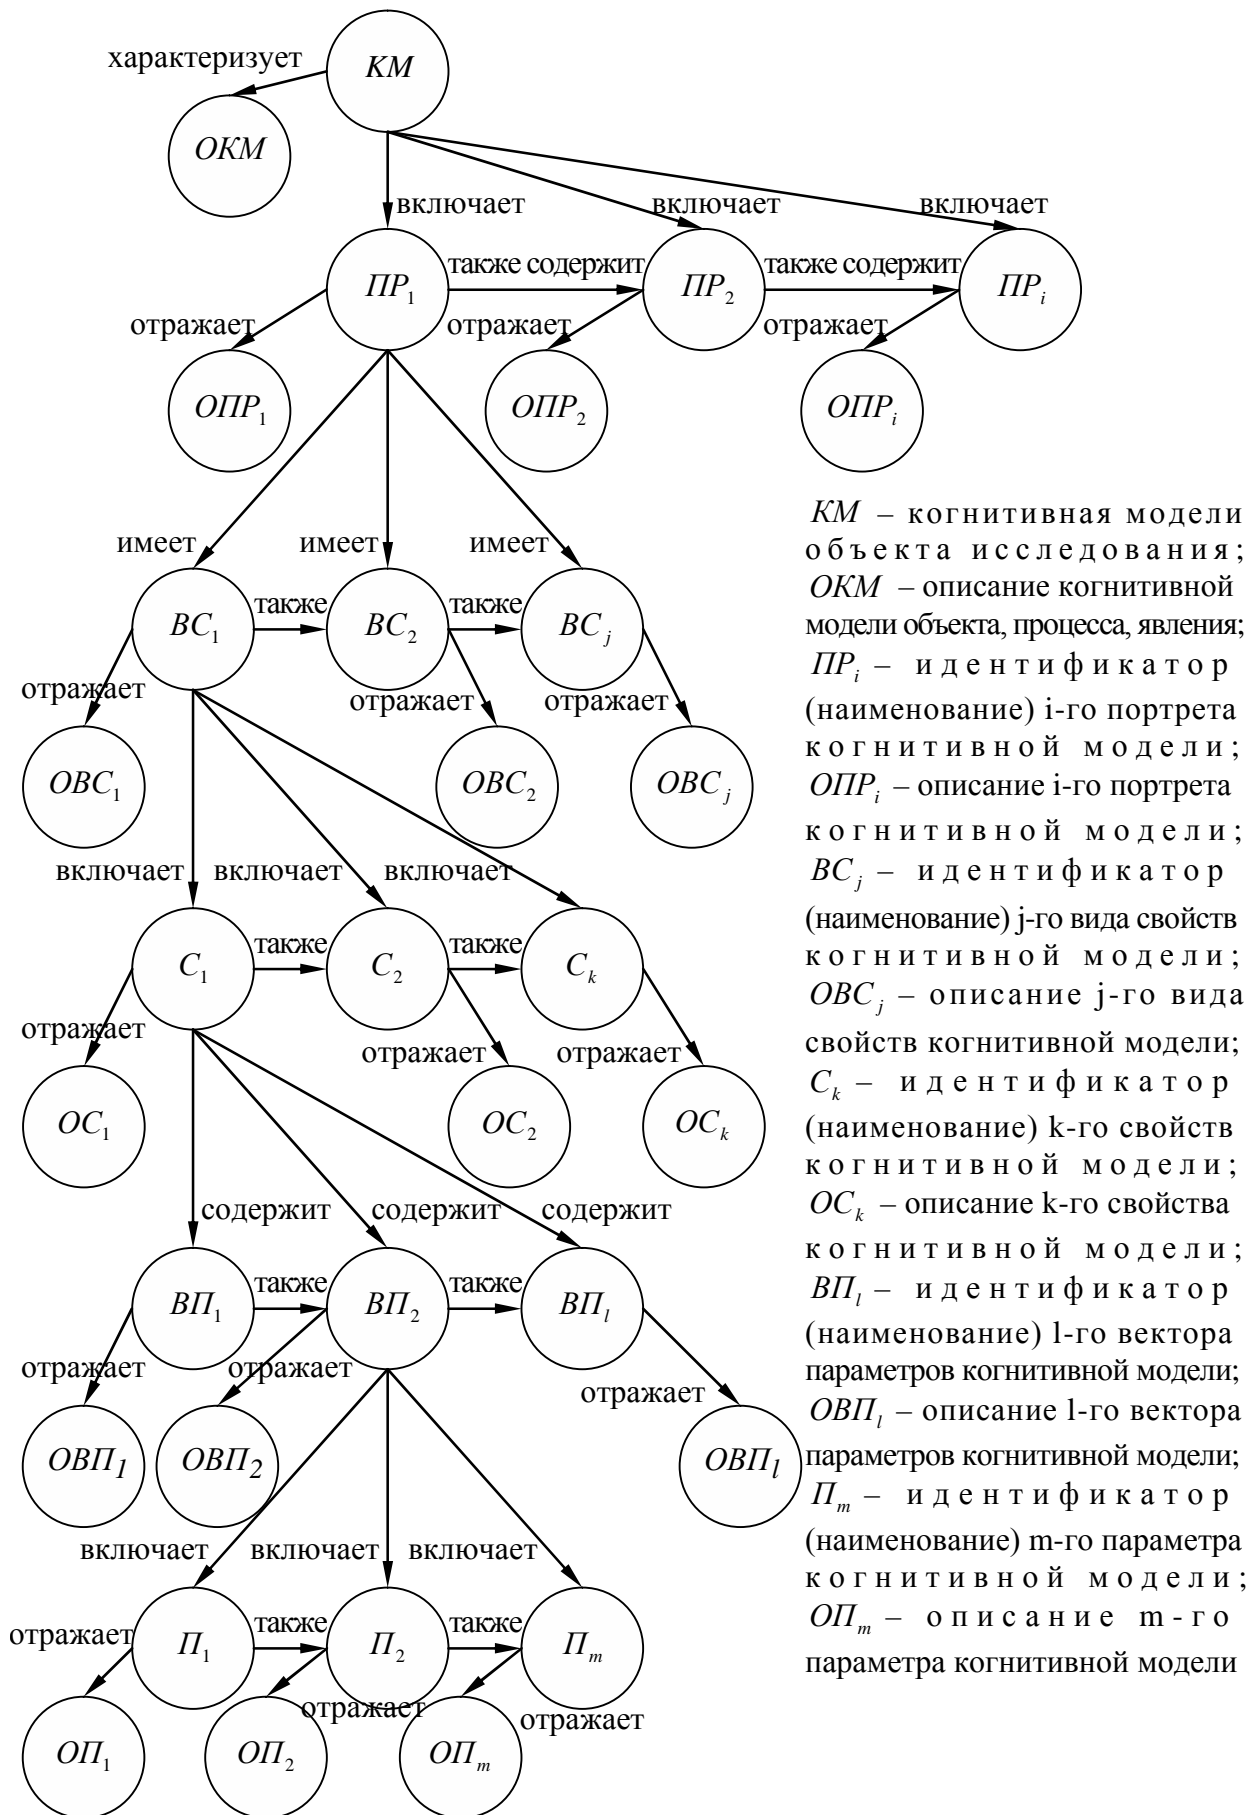 характеризует
КМ
ОКМ
включает включает включает
ПР₁ также содержит ПР₂ также содержит ПРᵢ
отражает отражает отражает
ОПР₁ ОПР₂ ОПРᵢ
имеет имеет имеет
ВС₁ также ВС₂ также ВСⱼ
отражает отражает отражает
ОВС₁ ОВС₂ ОВСⱼ
включает включает включает
С₁ также С₂ также Сₖ
отражает отражает отражает
ОС₁ ОС₂ ОСₖ
содержит содержит содержит
ВП₁ также ВП₂ также ВПₗ
отражает отражает отражает
ОВП₁ ОВП₂ ОВПₗ
включает включает включает
П₁ также П₂ также Пₘ
отражает отражает отражает
ОП₁ ОП₂ ОПₘ
КМ – когнитивная модели
объекта исследования;
ОКМ – описание когнитивной
модели объекта, процесса, явления;
ПРᵢ – идентификатор
(наименование) i-го портрета
когнитивной модели;
ОПРᵢ – описание i-го портрета
когнитивной модели;
ВСⱼ – идентификатор
(наименование) j-го вида свойств
когнитивной модели;
ОВСⱼ – описание j-го вида
свойств когнитивной модели;
Сₖ – идентификатор
(наименование) k-го свойств
когнитивной модели;
ОСₖ – описание k-го свойства
когнитивной модели;
ВПₗ – идентификатор
(наименование) l-го вектора
параметров когнитивной модели;
ОВПₗ – описание l-го вектора
параметров когнитивной модели;
Пₘ – идентификатор
(наименование) m-го параметра
когнитивной модели;
ОПₘ – описание m-го
параметра когнитивной модели